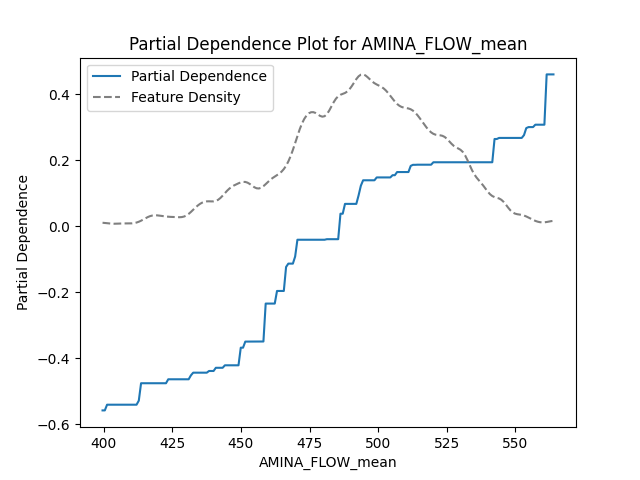 Partial Dependence Plot for AMINA_FLOW_mean
Partial Dependence
Feature Density
0.4
0.2
0.0
−0.2
−0.4
−0.6
Partial Dependence
400 425 450 475 500 525 550
AMINA_FLOW_mean